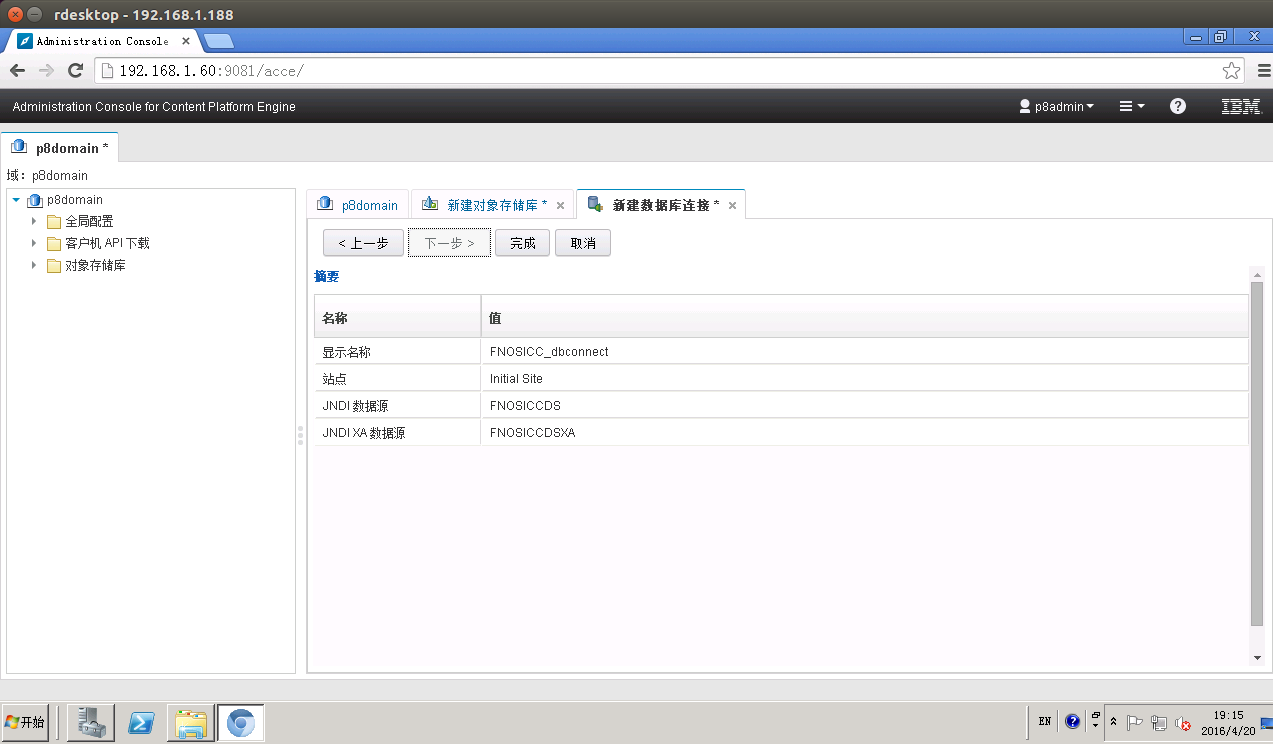 rdesktop - 192.168.1.188
Administration Console
192.168.1.60:9081/acce/
Administration Console for Content Platform Engine
p8admin
IBM
p8domain *
域： p8domain
p8domain
全局配置
客户机 API 下载
对象存储库
p8domain
新建对象存储库 *
新建数据库连接 *
< 上一步
下一步 >
完成
取消
摘要
名称 值
显示名称 FNOSICC_dbconnect
站点 Initial Site
JNDI 数据源 FNOSICCDS
JNDI XA 数据源 FNOSICCDSXA
开始
EN
19:15
2016/4/20